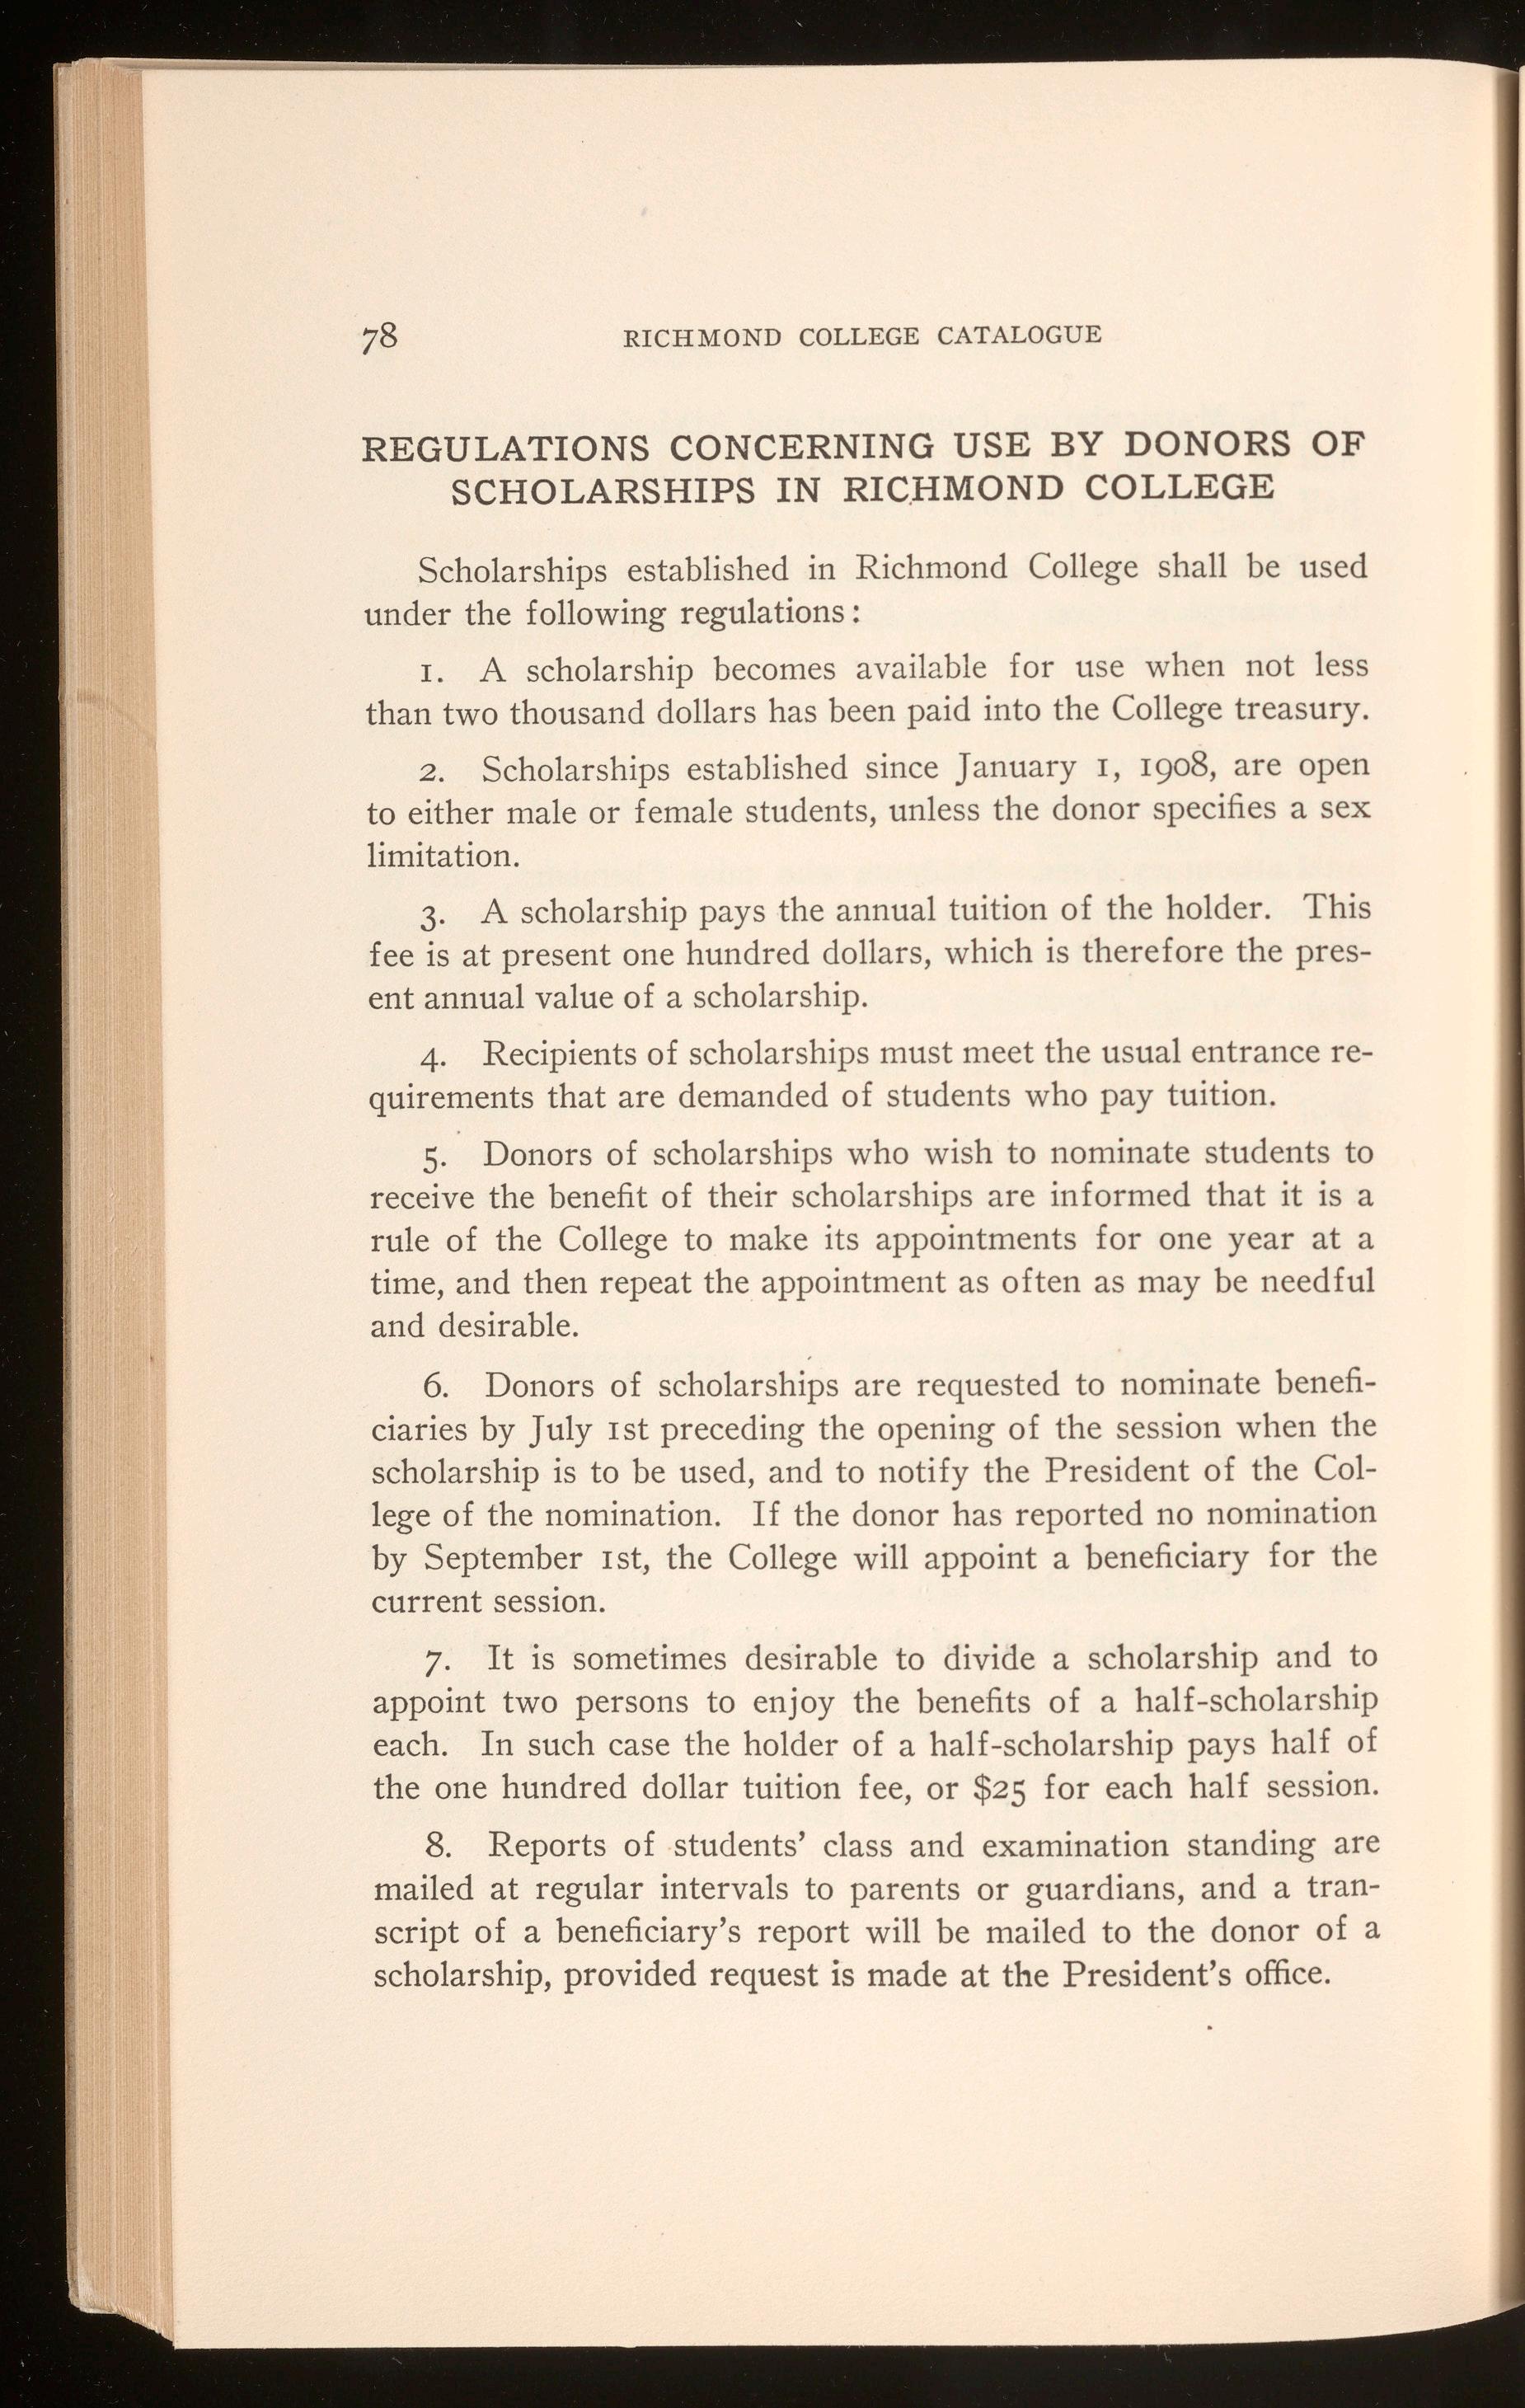 78 RICHMOND COLLEGE CATALOGUE
REGULATIONS CONCERNING USE BY DONORS OF
SCHOLARSHIPS IN RICHMOND COLLEGE
Scholarships established in Richmond College shall be used
under the following regulations:
1. A scholarship becomes available for use when not less
than two thousand dollars has been paid into the College treasury.
2. Scholarships established since January 1, 1908, are open
to either male or female students, unless the donor specifies a sex
limitation.
3. A scholarship pays the annual tuition of the holder. This
fee is at present one hundred dollars, which is therefore the pres-
ent annual value of a scholarship.
4. Recipients of scholarships must meet the usual entrance re-
quirements that are demanded of students who pay tuition.
5. Donors of scholarships who wish to nominate students to
receive the benefit of their scholarships are informed that it is a
rule of the College to make its appointments for one year at a
time, and then repeat the appointment as often as may be needful
and desirable.
6. Donors of scholarships are requested to nominate benefi-
ciaries by July 1st preceding the opening of the session when the
scholarship is to be used, and to notify the President of the Col-
lege of the nomination. If the donor has reported no nomination
by September 1st, the College will appoint a beneficiary for the
current session.
7. It is sometimes desirable to divide a scholarship and to
appoint two persons to enjoy the benefits of a half-scholarship
each. In such case the holder of a half-scholarship pays half of
the one hundred dollar tuition fee, or $25 for each half session.
8. Reports of students' class and examination standing are
mailed at regular intervals to parents or guardians, and a tran-
script of a beneficiary's report will be mailed to the donor of a
scholarship, provided request is made at the President's office.